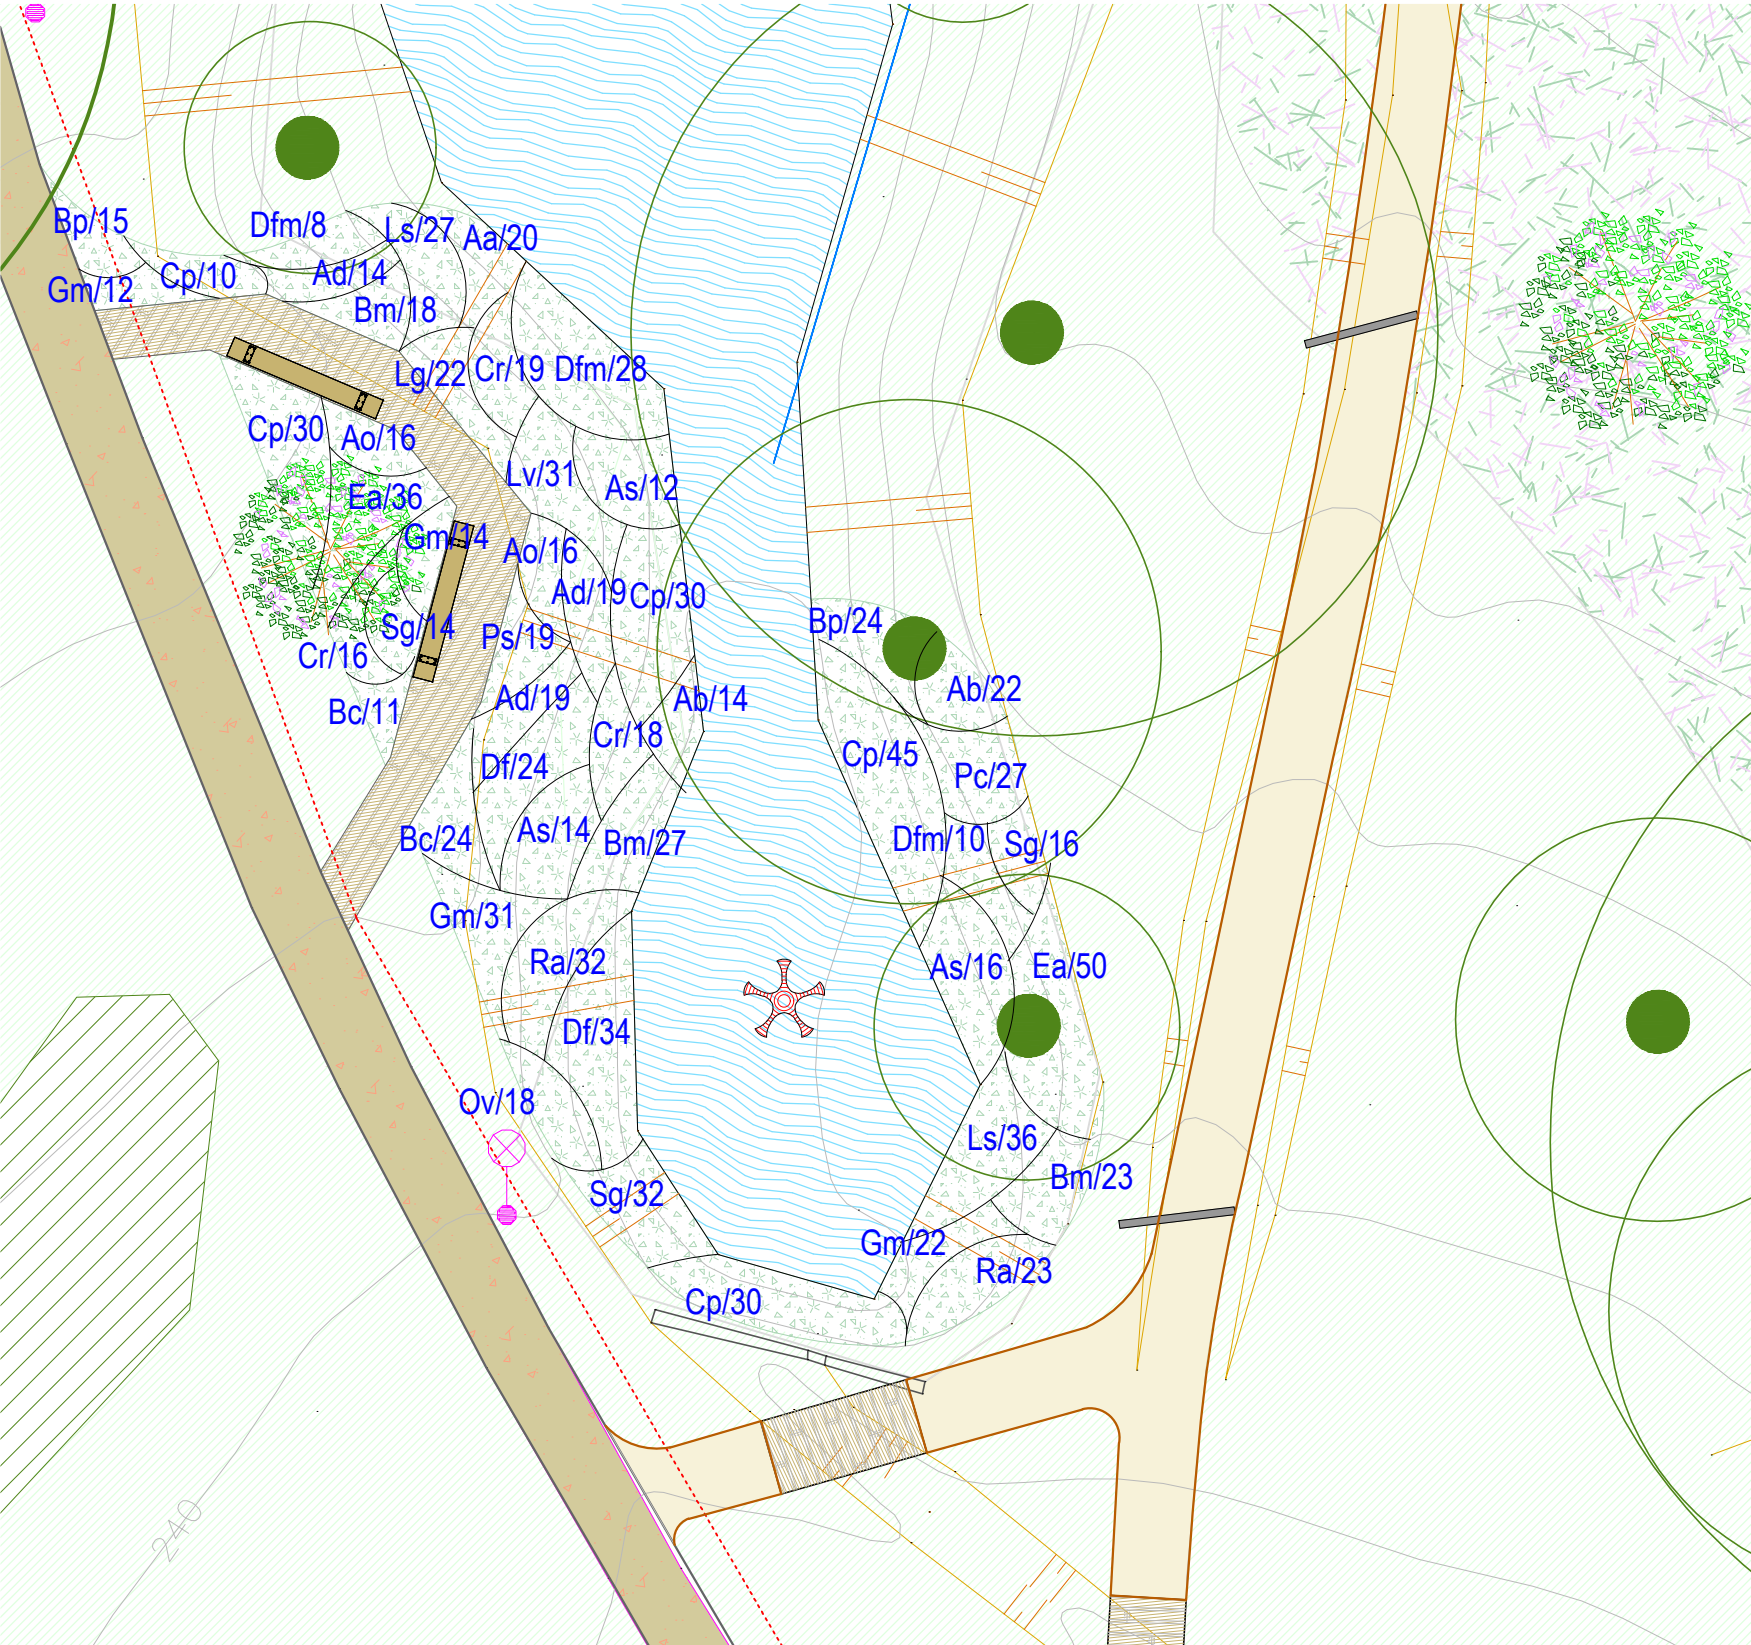 Bp/15
Dfm/8
Ls/27
Aa/20
Gm/12
Cp/10
Ad/14
Bm/18
Lg/22
Cr/19
Dfm/28
Cp/30
Ao/16
Lv/31
As/12
Ea/36
Gm/14
Ao/16
Ad/19
Cp/30
Bp/24
Sg/14
Ps/19
Cr/16
Ad/19
Ab/14
Ab/22
Bc/11
Cr/18
Cp/45
Df/24
Pc/27
Bc/24
As/14
Bm/27
Dfm/10
Sg/16
Gm/31
Ra/32
As/16
Ea/50
Df/34
Ov/18
Ls/36
Bm/23
Sg/32
Gm/22
Ra/23
Cp/30
240